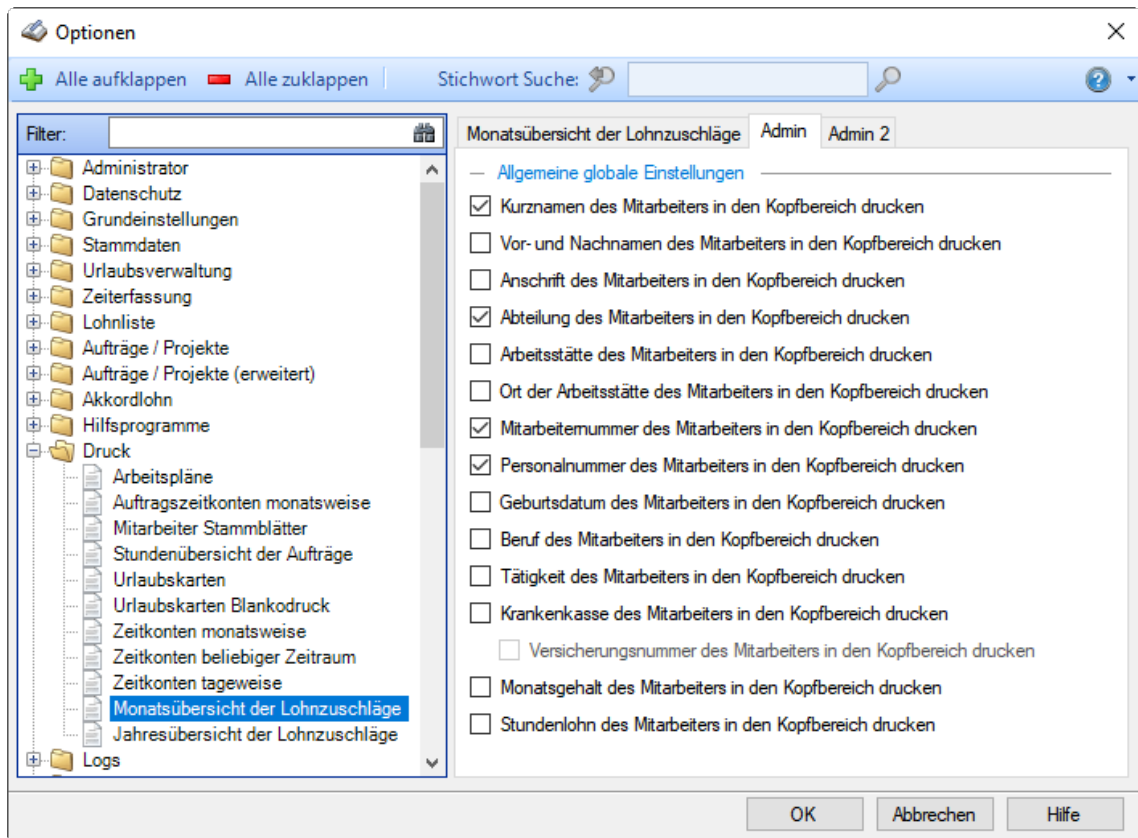 Optionen
Alle aufklappen Alle zuklappen Stichwort Suche:
Filter:
Administrator
Datenschutz
Grundeinstellungen
Stammdaten
Urlaubsverwaltung
Zeiterfassung
Lohnliste
Aufträge / Projekte
Aufträge / Projekte (erweitert)
Akkordlohn
Hilfsprogramme
Druck
Arbeitspläne
Auftragszeitkonten monatsweise
Mitarbeiter Stammblätter
Stundenübersicht der Aufträge
Urlaubskarten
Urlaubskarten Blankodruck
Zeitkonten monatsweise
Zeitkonten beliebiger Zeitraum
Zeitkonten tageweise
Monatsübersicht der Lohnzuschläge
Jahresübersicht der Lohnzuschläge
Logs
Monatsübersicht der Lohnzuschläge Admin Admin 2
Allgemeine globale Einstellungen
Kurznamen des Mitarbeiters in den Kopfbereich drucken
Vor- und Nachnamen des Mitarbeiters in den Kopfbereich drucken
Anschrift des Mitarbeiters in den Kopfbereich drucken
Abteilung des Mitarbeiters in den Kopfbereich drucken
Arbeitsstätte des Mitarbeiters in den Kopfbereich drucken
Ort der Arbeitsstätte des Mitarbeiters in den Kopfbereich drucken
Mitarbeiternummer des Mitarbeiters in den Kopfbereich drucken
Personalnummer des Mitarbeiters in den Kopfbereich drucken
Geburtsdatum des Mitarbeiters in den Kopfbereich drucken
Beruf des Mitarbeiters in den Kopfbereich drucken
Tätigkeit des Mitarbeiters in den Kopfbereich drucken
Krankenkasse des Mitarbeiters in den Kopfbereich drucken
Versicherungsnummer des Mitarbeiters in den Kopfbereich drucken
Monatsgehalt des Mitarbeiters in den Kopfbereich drucken
Stundenlohn des Mitarbeiters in den Kopfbereich drucken
OK Abbrechen Hilfe